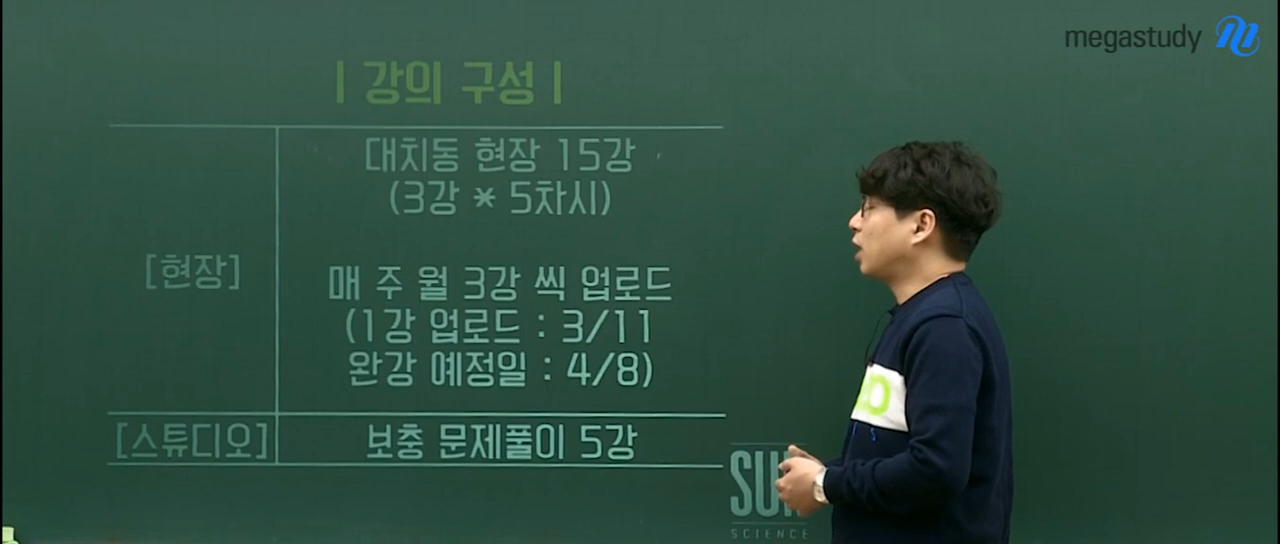 megastudy
| 강의 구성 |
대치동 현장 15강
(3강 * 5차시)
[현장]
매 주 월 3강 씩 업로드
(1강 업로드 : 3/11
완강 예정일 : 4/8)
[스튜디오]
보충 문제풀이 5강
SCIENCE